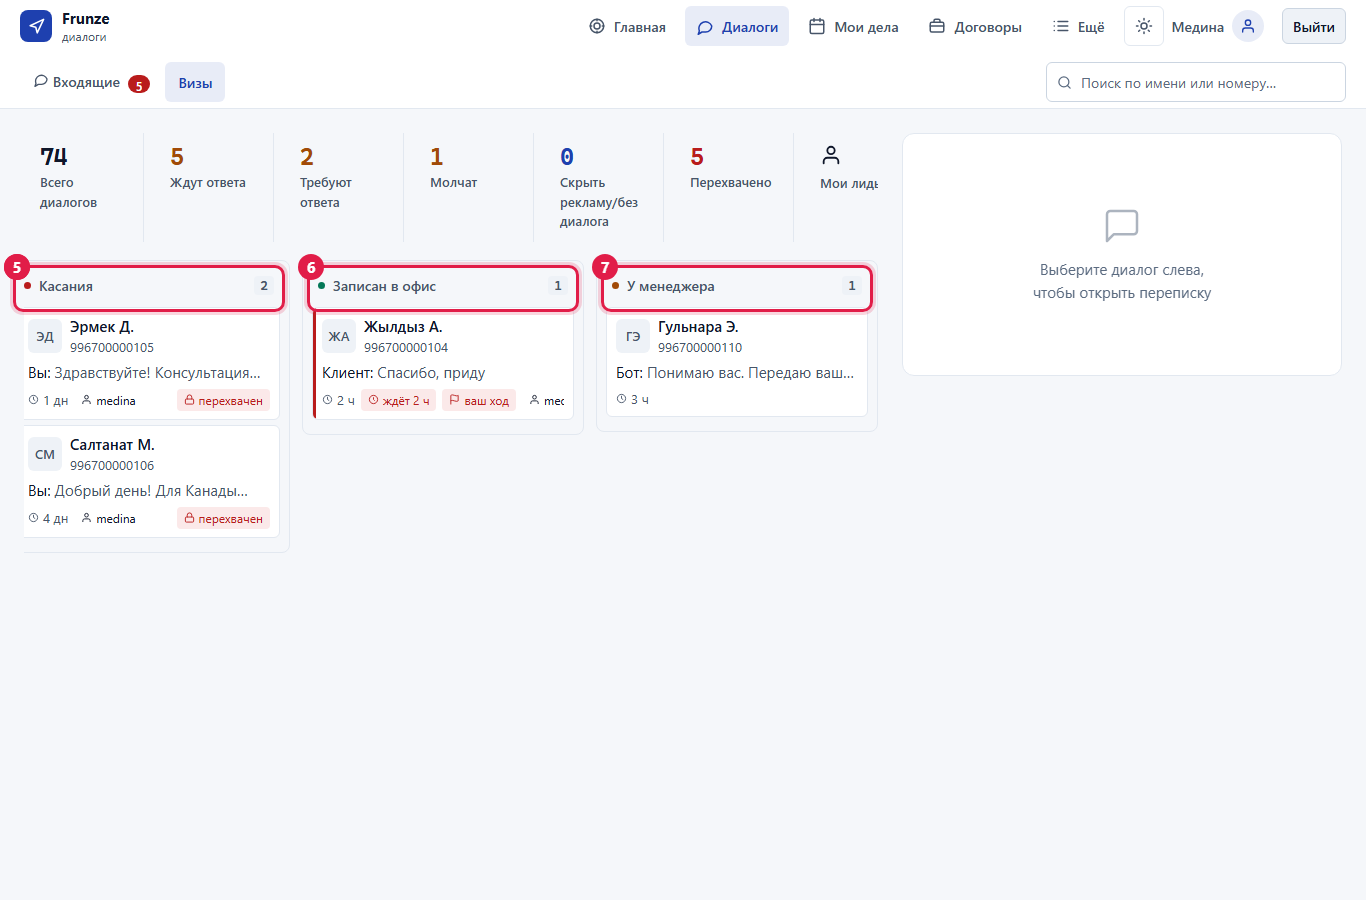 Frunze
диалоги
Главная
Диалоги
Мои дела
Договоры
Ещё
Медина
Выйти
Входящие 5
Визы
Поиск по имени или номеру...
74
Всего
диалогов
5
Ждут ответа
2
Требуют
ответа
1
Молчат
0
Скрыть
рекламу/без
диалога
5
Перехвачено
Мои лиды
5
Касания 2
ЭД
Эрмек Д.
996700000105
Вы: Здравствуйте! Консультация...
1 дн medina перехвачен
СМ
Салтанат М.
996700000106
Вы: Добрый день! Для Канады...
4 дн medina перехвачен
6
Записан в офис 1
ЖА
Жылдыз А.
996700000104
Клиент: Спасибо, приду
2 ч ждёт 2 ч ваш ход med
7
У менеджера 1
ГЭ
Гульнара Э.
996700000110
Бот: Понимаю вас. Передаю ваш...
3 ч
Выберите диалог слева,
чтобы открыть переписку